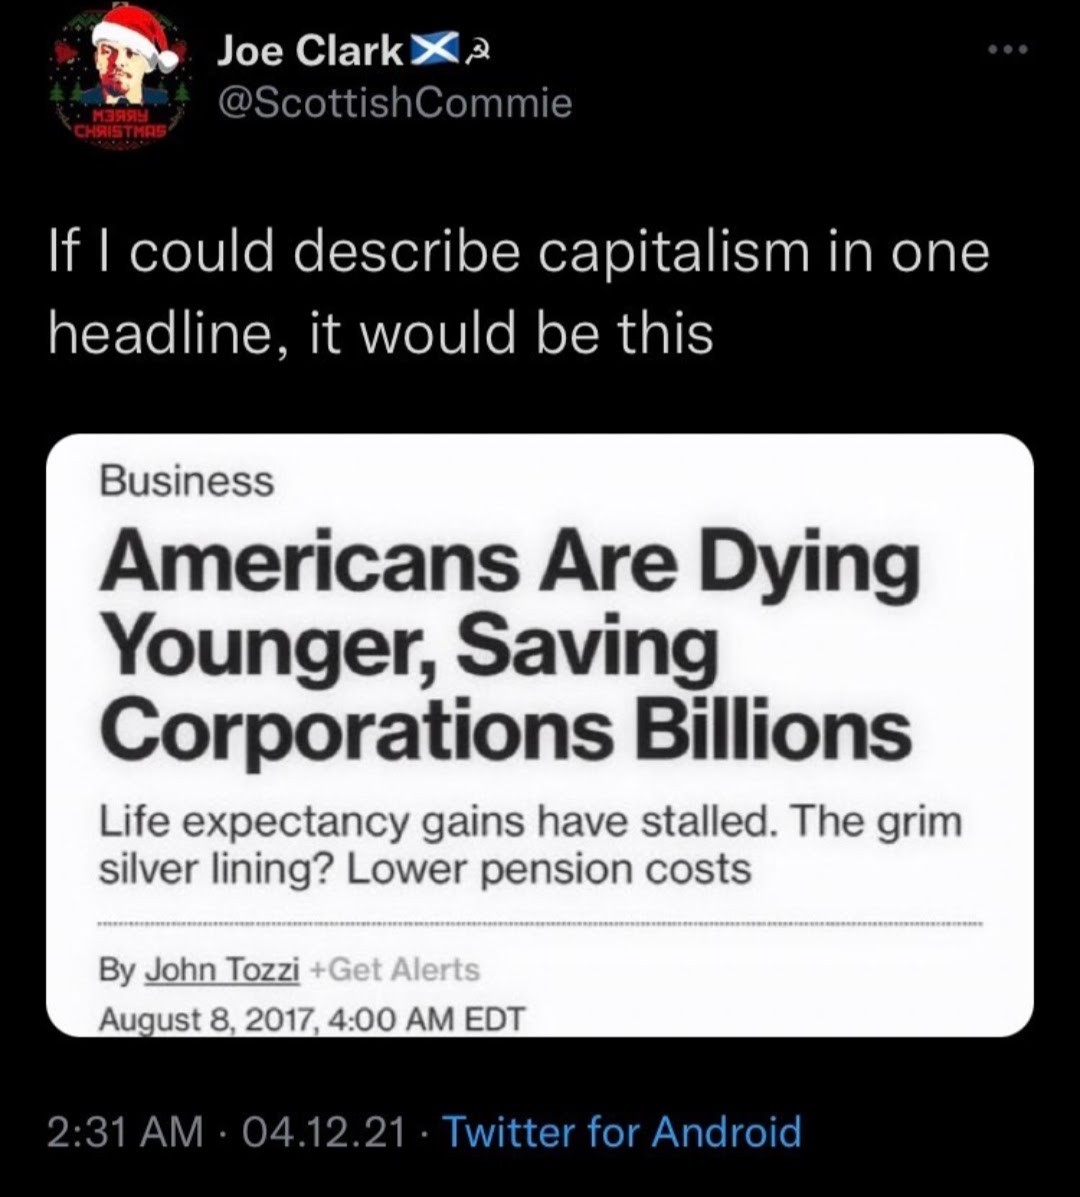 Joe Clark🏴󠁧󠁢󠁳󠁣󠁴󠁿☭
@ScottishCommie
MERRY
CHRISTMAS
If I could describe capitalism in one
headline, it would be this
Business
Americans Are Dying
Younger, Saving
Corporations Billions
Life expectancy gains have stalled. The grim
silver lining? Lower pension costs
By John Tozzi +Get Alerts
August 8, 2017, 4:00 AM EDT
2:31 AM · 04.12.21 · Twitter for Android